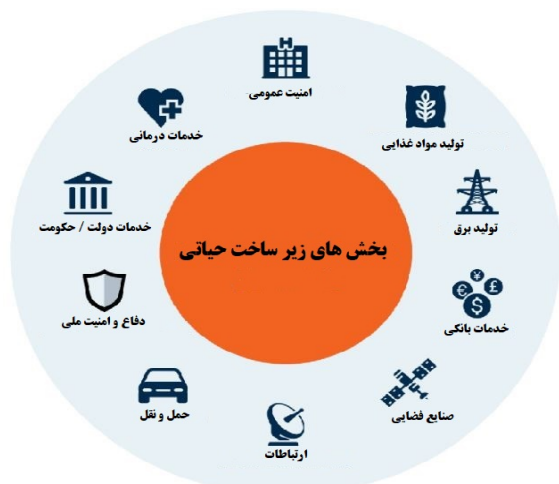 امنیت عمومی
تولید مواد غذایی
تولید برق
خدمات بانکی
صنایع فضایی
ارتباطات
حمل و نقل
دفاع و امنیت ملی
خدمات دولت / حکومت
خدمات درمانی
بخش های زیر ساخت حیاتی